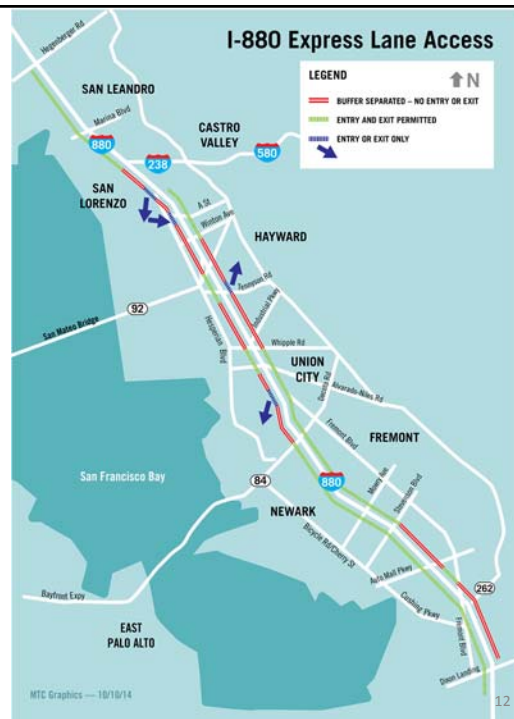 I-880 Express Lane Access
LEGEND
N
BUFFER SEPARATED – NO ENTRY OR EXIT
ENTRY AND EXIT PERMITTED
ENTRY OR EXIT ONLY
Hegenberger Rd
SAN LEANDRO
Marina Blvd
880
CASTRO
VALLEY
238
580
SAN
LORENZO
A St
Winton Ave
HAYWARD
Tennyson Rd
Industrial Pkwy
92
San Mateo Bridge
Hesperian Blvd
Whipple Rd
UNION
CITY
Decoto Rd
Alvarado-Niles Rd
Fremont Blvd
FREMONT
San Francisco Bay
84
880
Mowry Ave
Stevenson Blvd
NEWARK
Bicycle Rd/Cherry St
Auto Mall Pkwy
262
Cushing Pkwy
Fremont Blvd
Bayfront Expy
EAST
PALO ALTO
Dixon Landing
MTC Graphics — 10/10/14
12